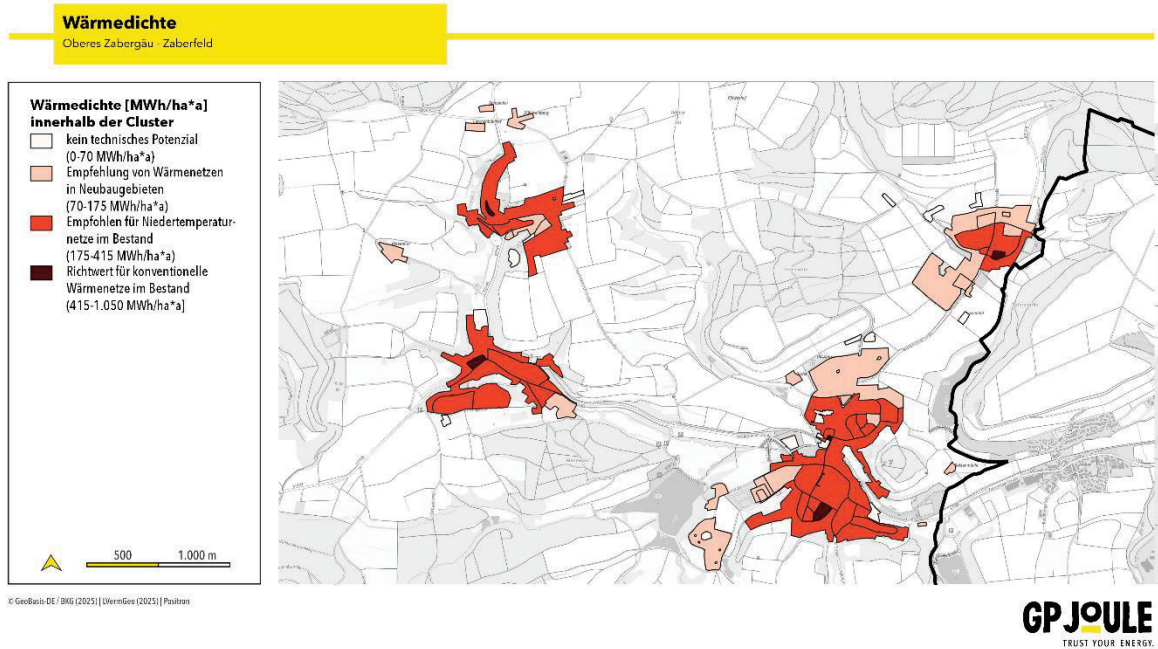 Wärmedichte
Oberes Zabergäu - Zaberfeld
Wärmedichte [MWh/ha*a]
innerhalb der Cluster
kein technisches Potenzial
(0-70 MWh/ha*a)
Empfehlung von Wärmenetzen
in Neubaugebieten
(70-175 MWh/ha*a)
Empfohlen für Niedertemperatur-
netze im Bestand
(175-415 MWh/ha*a)
Richtwert für konventionelle
Wärmenetze im Bestand
(415-1.050 MWh/ha*a]
500
1.000 m
© GeoBasis-DE / BKG (2025) | LVermGeo (2025) | Positron
GP JOULE
TRUST YOUR ENERGY.